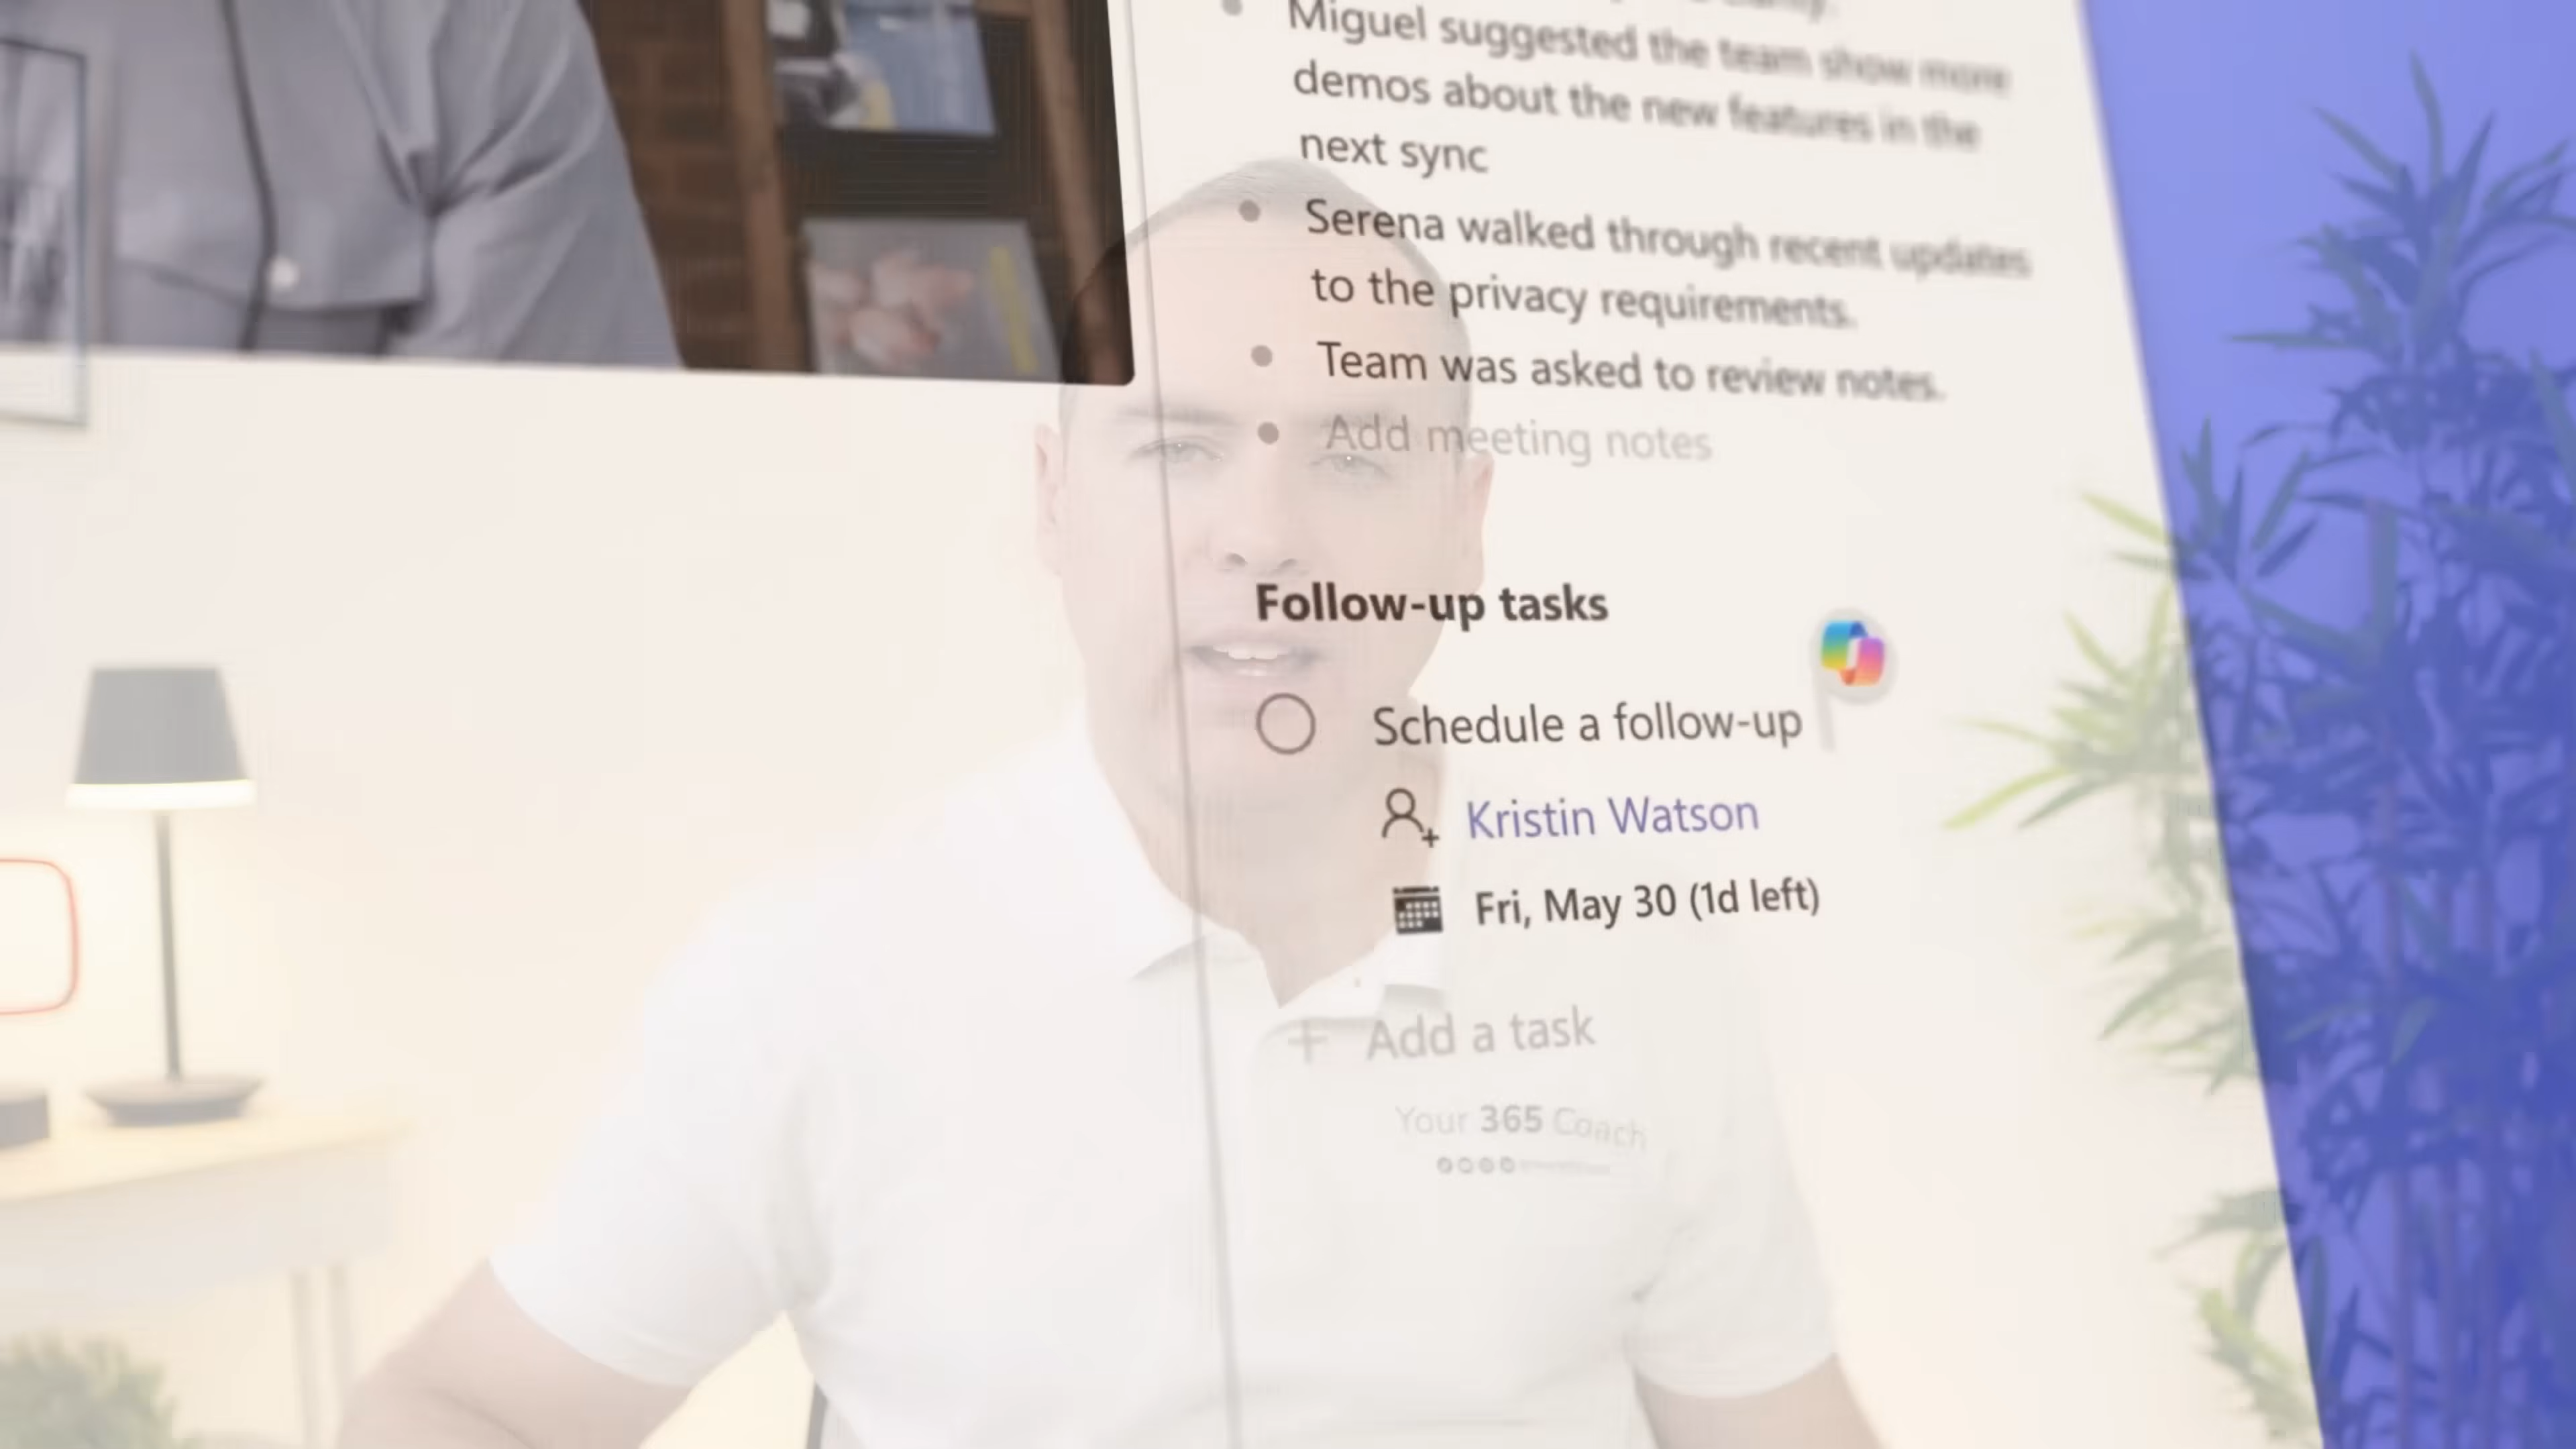 Miguel suggested the team show more
demos about the new features in the
next sync
Serena walked through recent updates
to the privacy requirements.
Team was asked to review notes.
Add meeting notes
Follow-up tasks
Schedule a follow-up
Kristin Watson
Fri, May 30 (1d left)
+ Add a task
Your 365 Coach